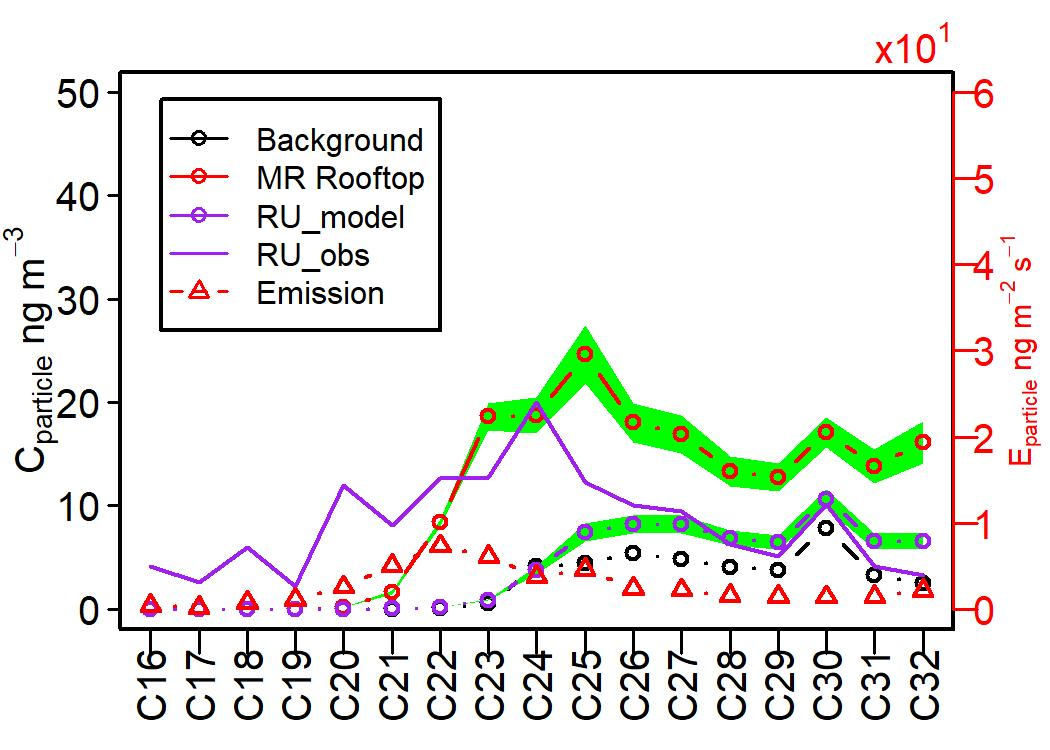 x10¹
50
40
30
20
10
0
C_particle ng m⁻³
Background
MR Rooftop
RU_model
RU_obs
Emission
6
5
4
3
2
1
0
E_particle ng m⁻² s⁻¹
C16
C17
C18
C19
C20
C21
C22
C23
C24
C25
C26
C27
C28
C29
C30
C31
C32